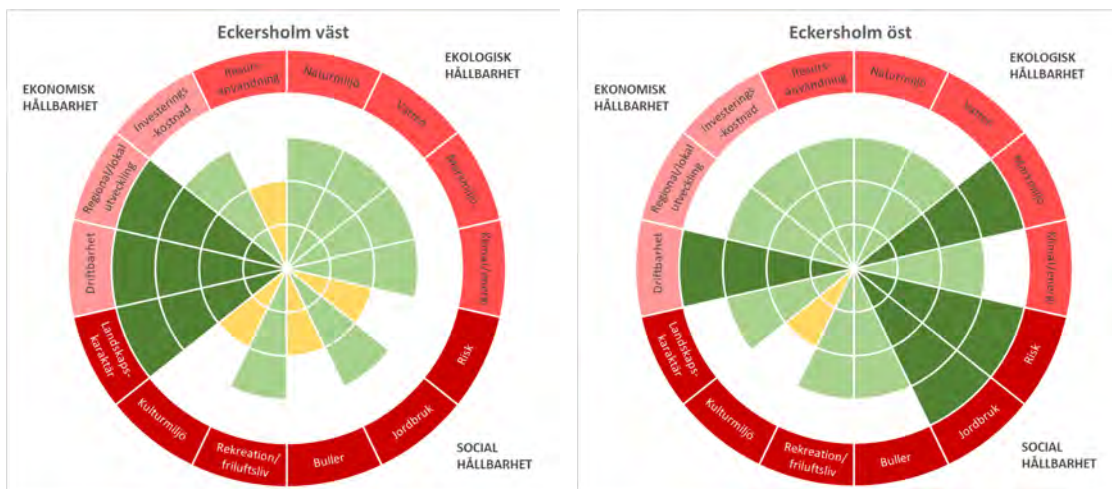 Eckersholm väst
EKOLOGISK
HÅLLBARHET
EKONOMISK
HÅLLBARHET
Resurs-
användning
Naturmiljö
Vatten
Investerings
-kostnad
Regional/lokal
utveckling
Driftbarhet
Klimat/energi
Landskaps-
karaktär
Risk
Kulturmiljö
Jordbruk
Rekreation/
friluftsliv
Buller
SOCIAL
HÅLLBARHET
Eckersholm öst
EKOLOGISK
HÅLLBARHET
EKONOMISK
HÅLLBARHET
Resurs-
användning
Naturmiljö
Vatten
Investerings
-kostnad
Regional/lokal
utveckling
Driftbarhet
Klimat/energi
Landskaps-
karaktär
Risk
Kulturmiljö
Jordbruk
Rekreation/
friluftsliv
Buller
SOCIAL
HÅLLBARHET